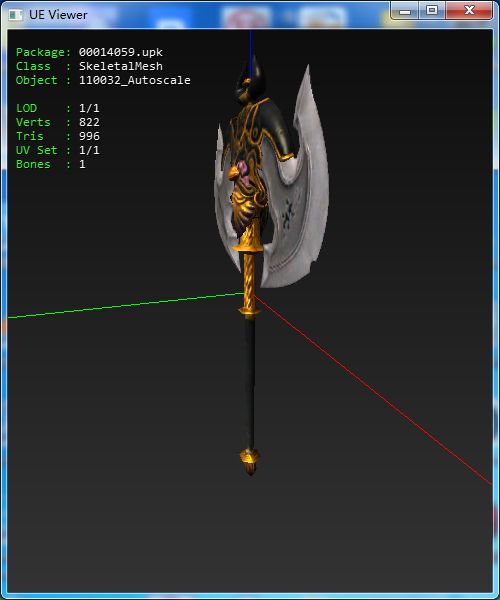 UE Viewer
Package: 00014059.upk
Class  : SkeletalMesh
Object : 110032_Autoscale
LOD    : 1/1
Verts  : 822
Tris   : 996
UV Set : 1/1
Bones  : 1